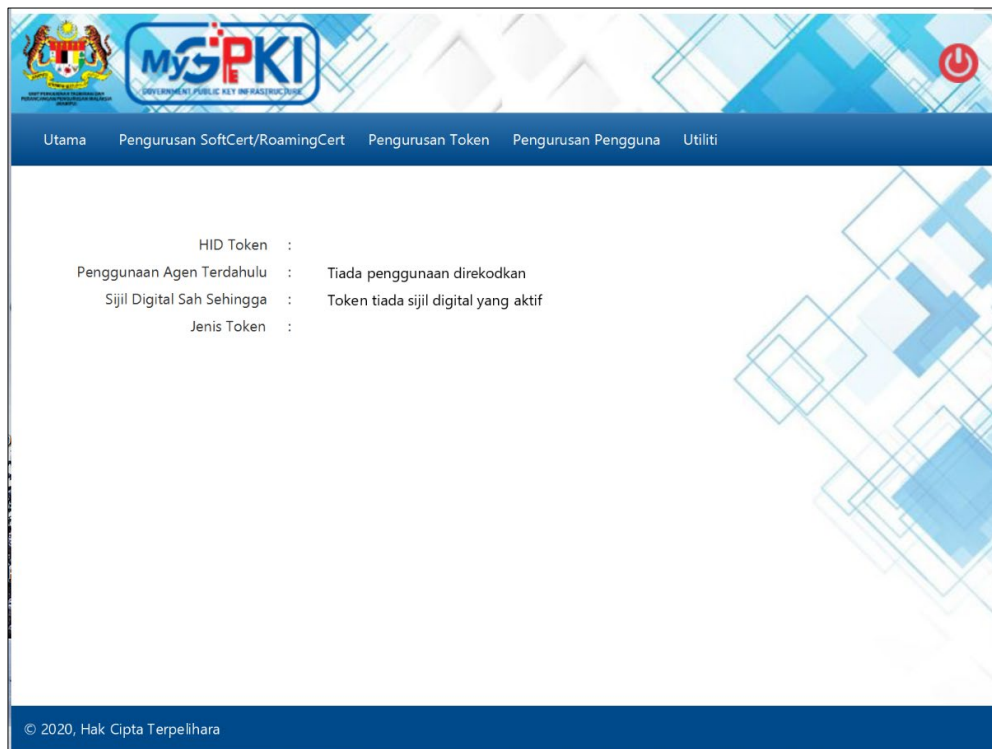 MyGPKI
GOVERNMENT PUBLIC KEY INFRASTRUCTURE
Utama Pengurusan SoftCert/RoamingCert Pengurusan Token Pengurusan Pengguna Utiliti
HID Token :
Penggunaan Agen Terdahulu : Tiada penggunaan direkodkan
Sijil Digital Sah Sehingga : Token tiada sijil digital yang aktif
Jenis Token :
© 2020, Hak Cipta Terpelihara